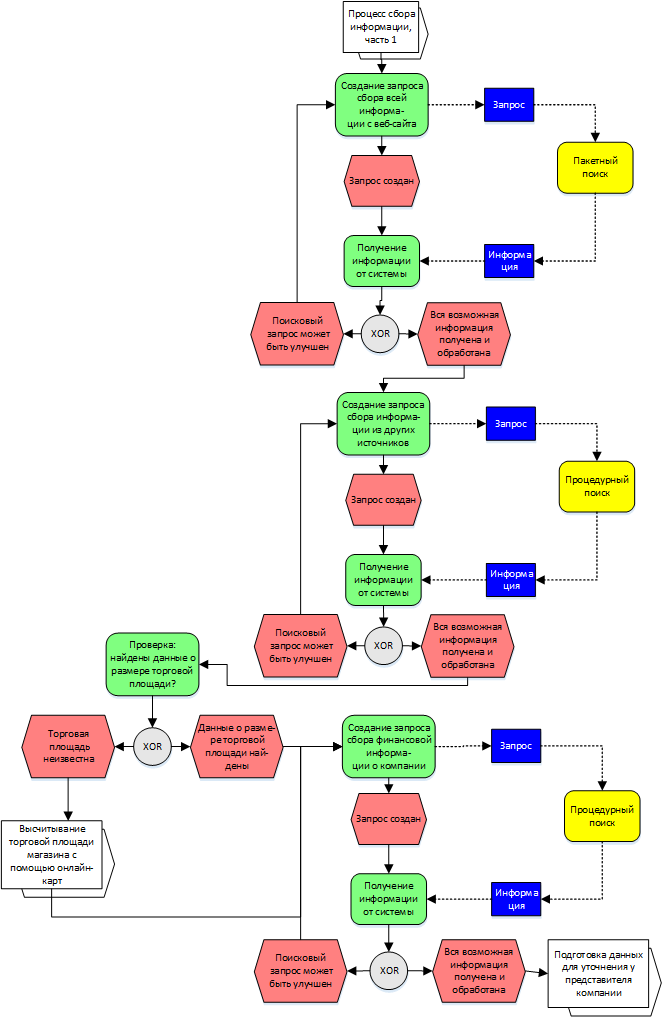 Процесс сбора
информации,
часть 1
Создание запроса
сбора всей
информа-
ции с веб-сайта
Запрос
Пакетный
поиск
Запрос создан
Получение
информации
от системы
Информа
ция
Поисковый
запрос может
быть улучшен
XOR
Вся возможная
информация
получена и
обработана
Создание запроса
сбора информа-
ции из других
источников
Запрос
Процедурный
поиск
Запрос создан
Получение
информации
от системы
Информа
ция
Поисковый
запрос может
быть улучшен
XOR
Вся возможная
информация
получена и
обработана
Проверка:
найдены данные о
размере торговой
площади?
Торговая
площадь
неизвестна
XOR
Данные о разме-
ре торговой
площади най-
дены
Создание запроса
сбора финансовой
информа-
ции о компании
Запрос
Процедурный
поиск
Запрос создан
Высчитывание
торговой площади
магазина с
помощью онлайн-
карт
Получение
информации
от системы
Информа
ция
Поисковый
запрос может
быть улучшен
XOR
Вся возможная
информация
получена и
обработана
Подготовка данных
для уточнения у
представителя
компании